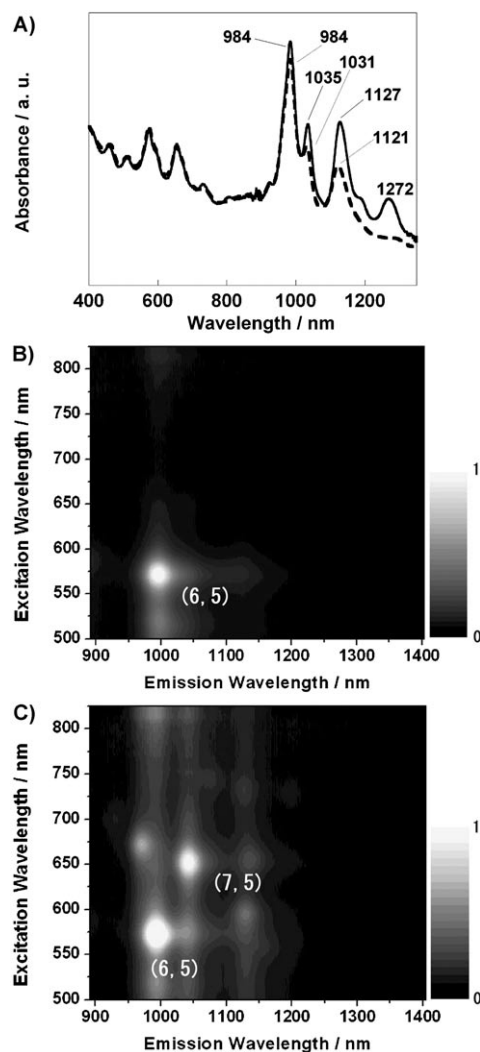 A)
984
984
1035
1031
1127
1121
1272
Absorbance / a. u.
400 600 800 1000 1200
Wavelength / nm
B)
800
750
700
650
600
550
500
Excitaion Wavelength / nm
(6, 5)
1
0
900 1000 1100 1200 1300 1400
Emission Wavelength / nm
C)
800
750
700
650
600
550
500
Excitation Wavelength / nm
(7, 5)
(6, 5)
1
0
900 1000 1100 1200 1300 1400
Emission Wavelength / nm